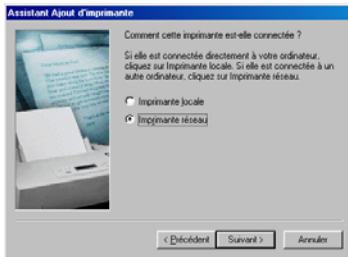 Assistant Ajout d'imprimante
Comment cette imprimante est-elle connectée ?
Si elle est connectée directement à votre ordinateur,
cliquez sur Imprimante locale. Si elle est connectée à un
autre ordinateur, cliquez sur Imprimante réseau.
Imprimante locale
Imprimante réseau
< Précédent
Suivant >
Annuler